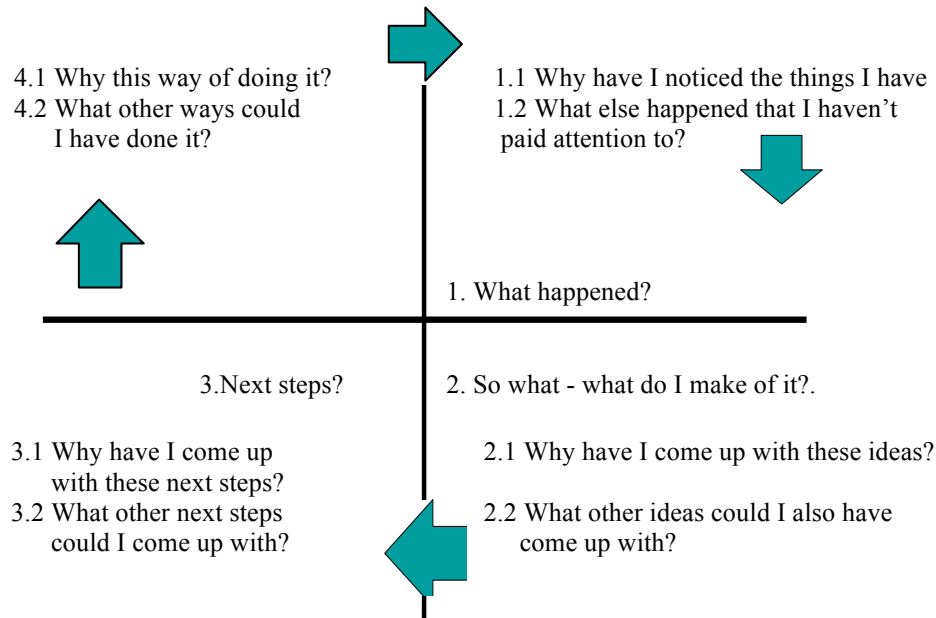 4.1 Why this way of doing it?
4.2 What other ways could
I have done it?
1.1 Why have I noticed the things I have
1.2 What else happened that I haven't
paid attention to?
1. What happened?
3.Next steps?
2. So what - what do I make of it?.
3.1 Why have I come up
with these next steps?
3.2 What other next steps
could I come up with?
2.1 Why have I come up with these ideas?
2.2 What other ideas could I also have
come up with?